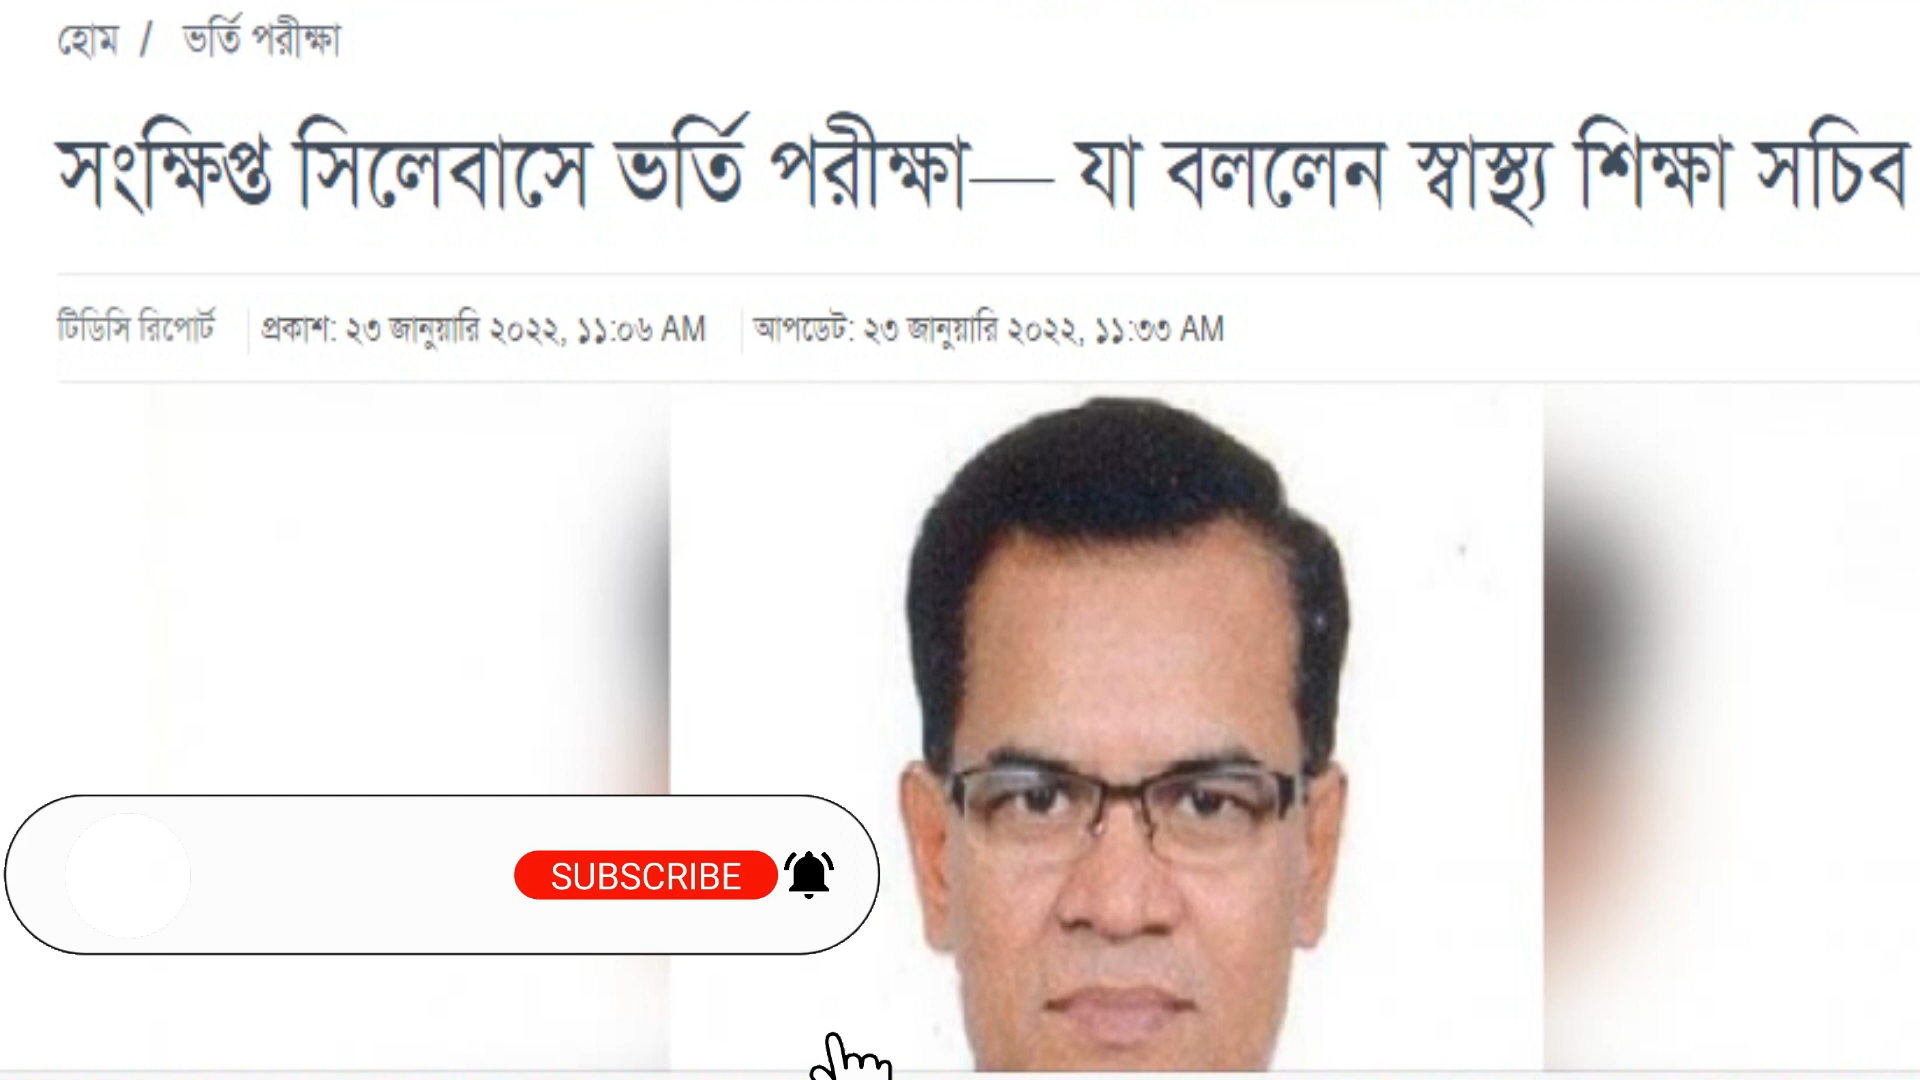 হোম / ভর্তি পরীক্ষা
সংক্ষিপ্ত সিলেবাসে ভর্তি পরীক্ষা— যা বললেন স্বাস্থ্য শিক্ষা সচিব
টিডিসি রিপোর্ট প্রকাশ: ২৩ জানুয়ারি ২০২২, ১১:০৬ AM আপডেট: ২৩ জানুয়ারি ২০২২, ১১:৩৩ AM
SUBSCRIBE